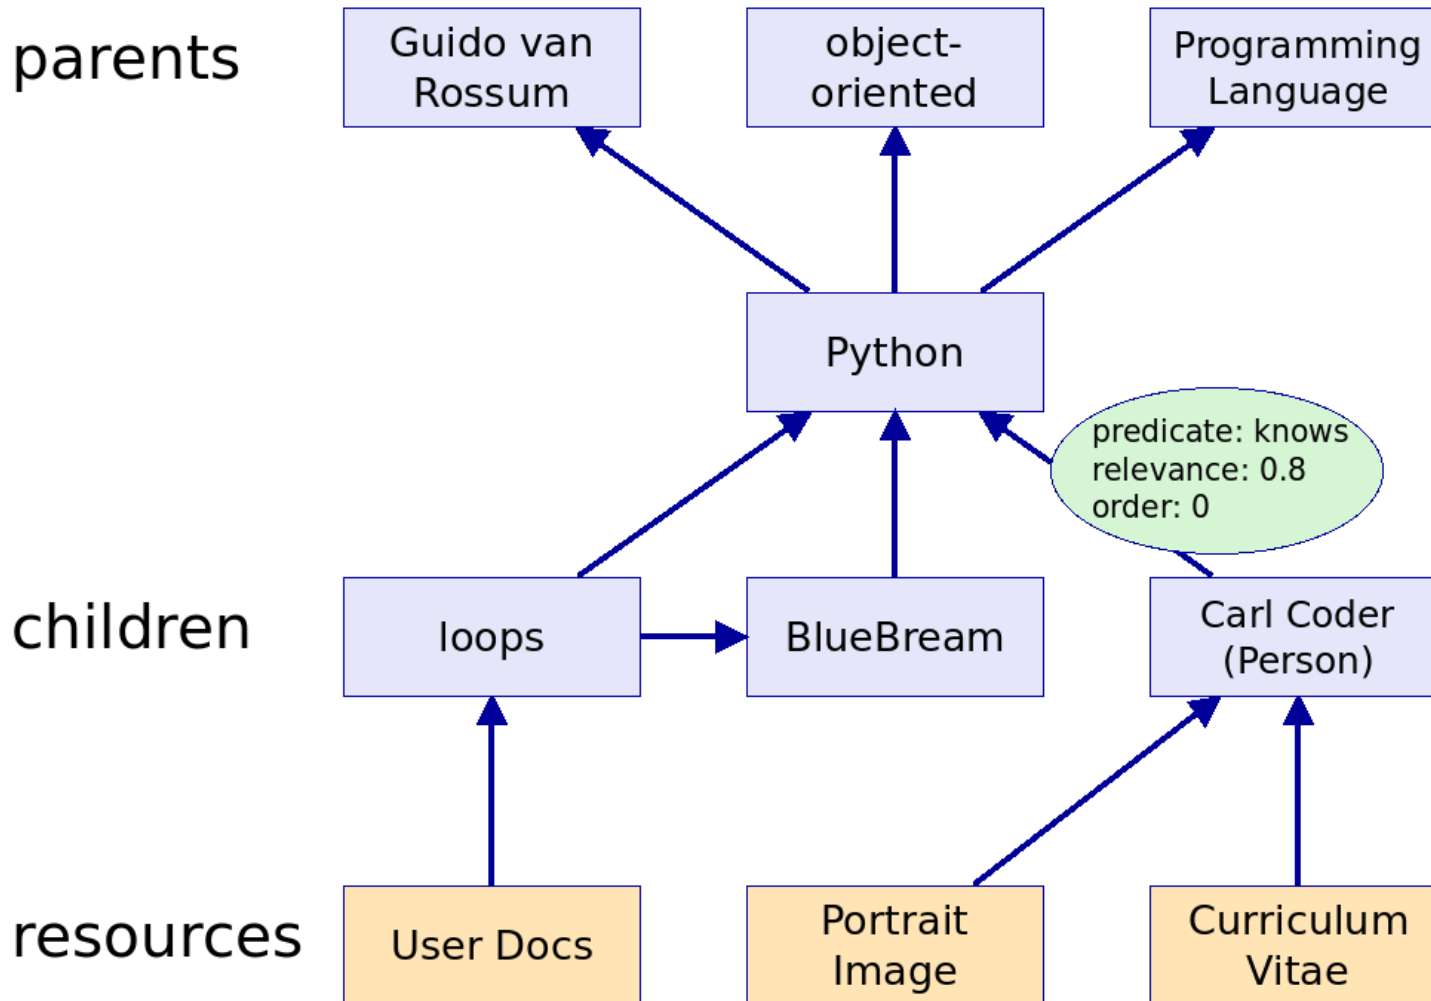 parents
Guido van
Rossum
object-
oriented
Programming
Language
Python
predicate: knows
relevance: 0.8
order: 0
children
loops
BlueBream
Carl Coder
(Person)
resources
User Docs
Portrait
Image
Curriculum
Vitae